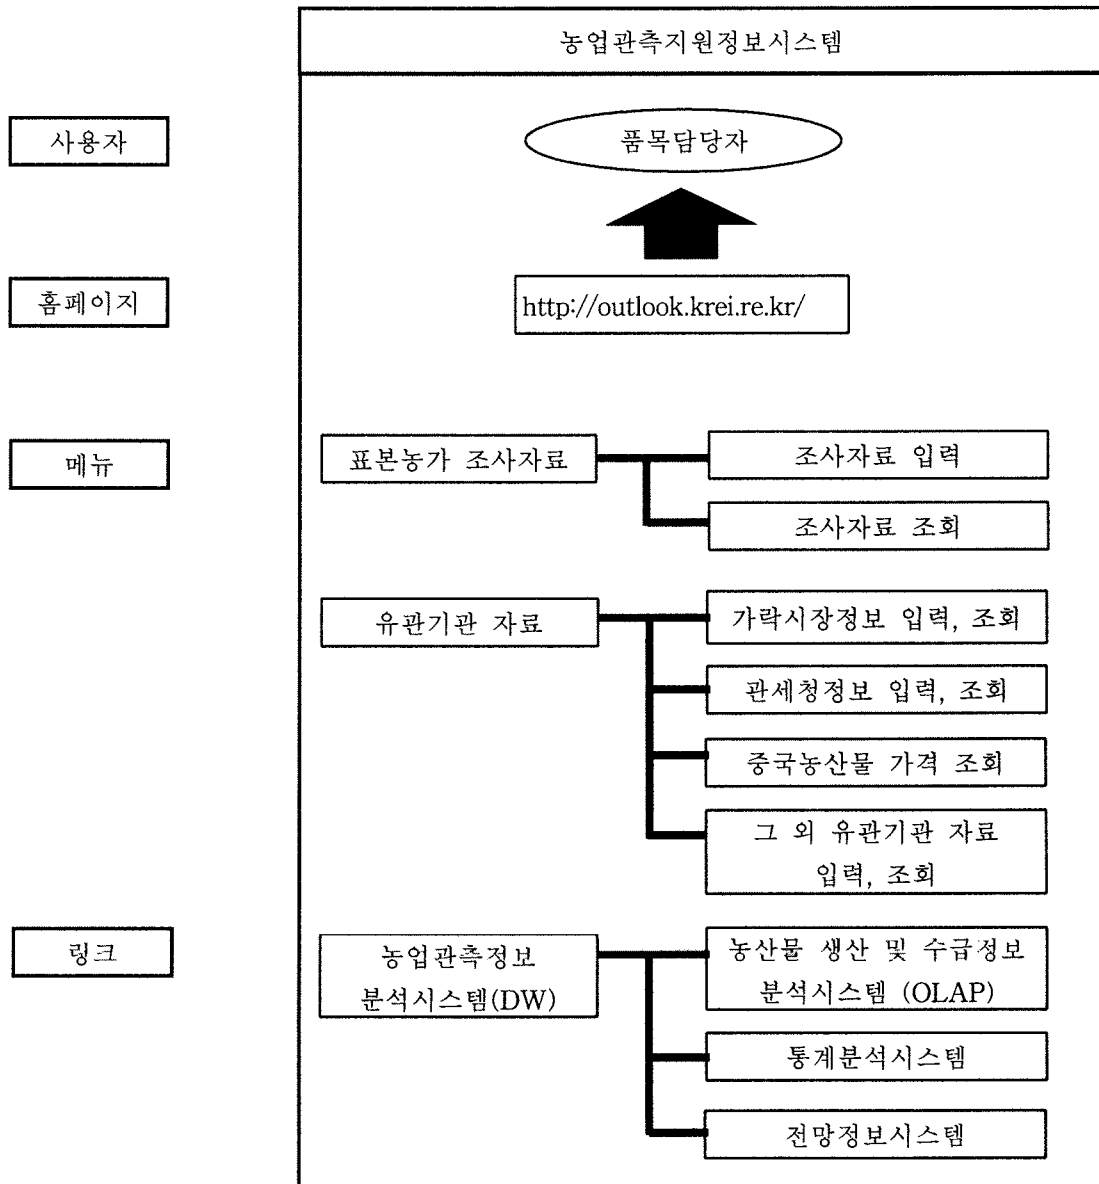 농업관측지원정보시스템
사용자
품목담당자
홈페이지
http://outlook.krei.re.kr/
메뉴
표본농가 조사자료
조사자료 입력
조사자료 조회
유관기관 자료
가락시장정보 입력, 조회
관세청정보 입력, 조회
중국농산물 가격 조회
그 외 유관기관 자료
입력, 조회
링크
농업관측정보
분석시스템(DW)
농산물 생산 및 수급정보
분석시스템 (OLAP)
통계분석시스템
전망정보시스템